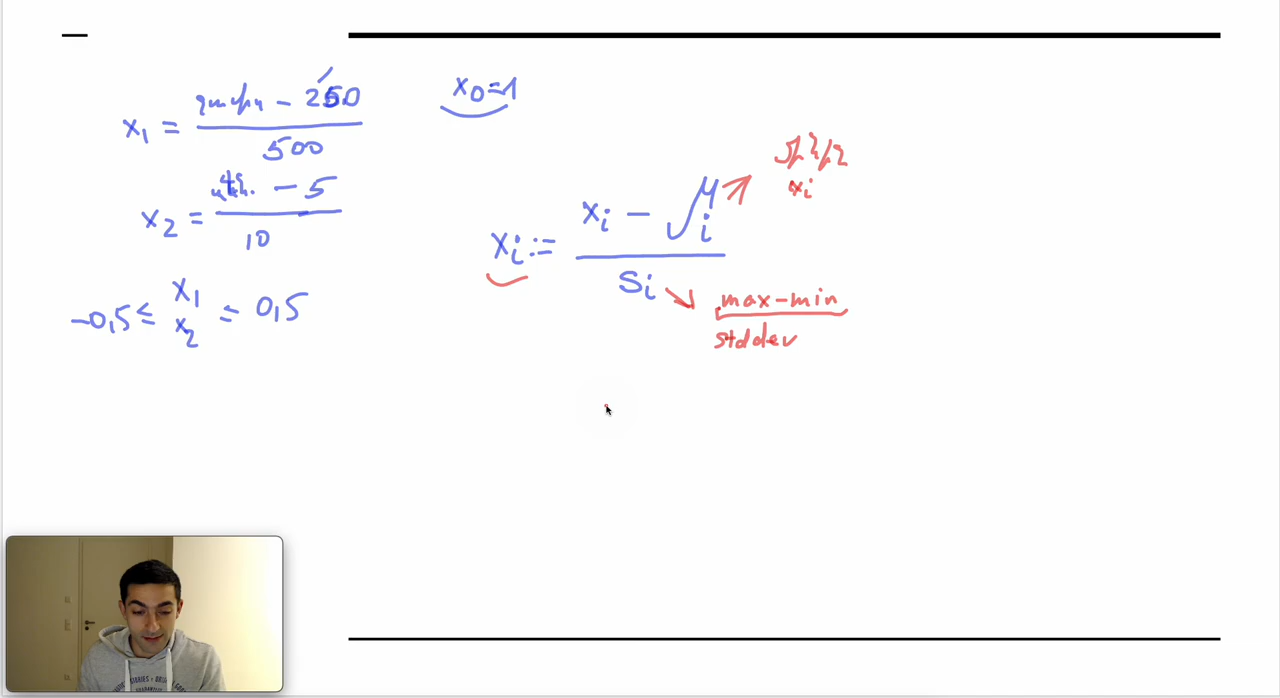 x₁ = – 250 / 500
x₀=1
x₂ = – 5 / 10
xᵢ := xᵢ – μᵢ / Sᵢ
xᵢ
max-min
stddev
-0,5 ≤ x₁ x₂ = 0,5